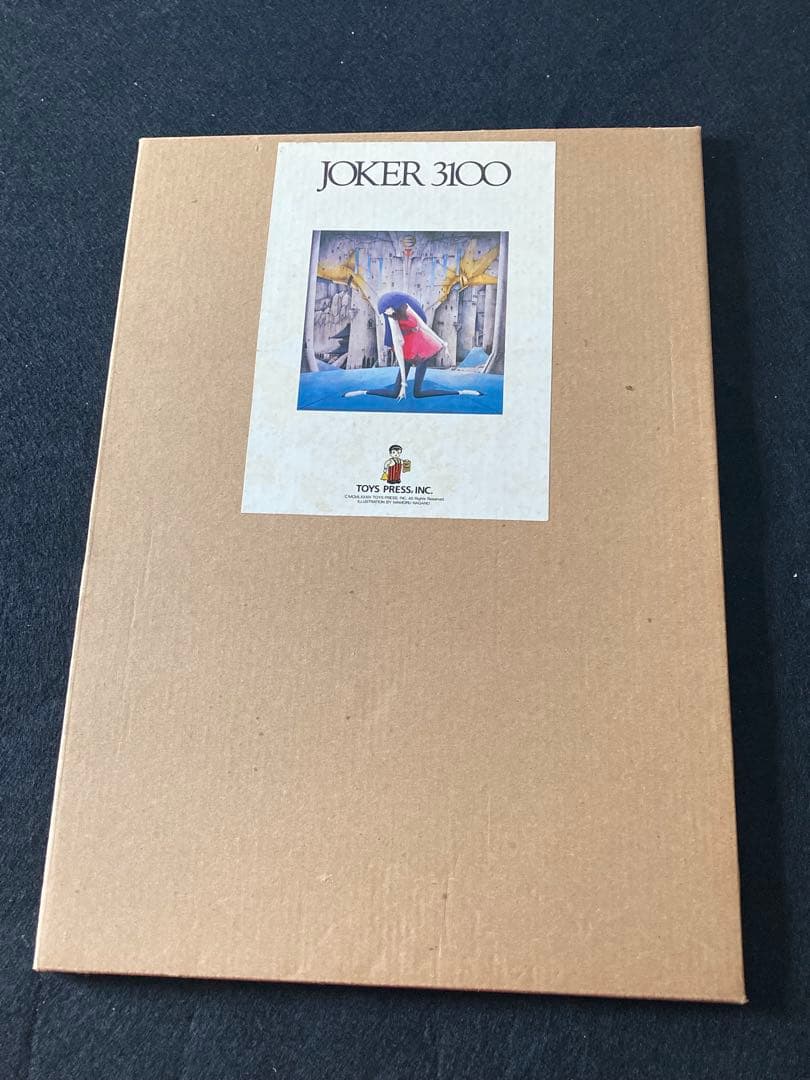 JOKER 3100
TOYS PRESS, INC.
TOYS PRESS, INC. All Rights Reserved
ILLUSTRATION BY MAMORU NAGANO